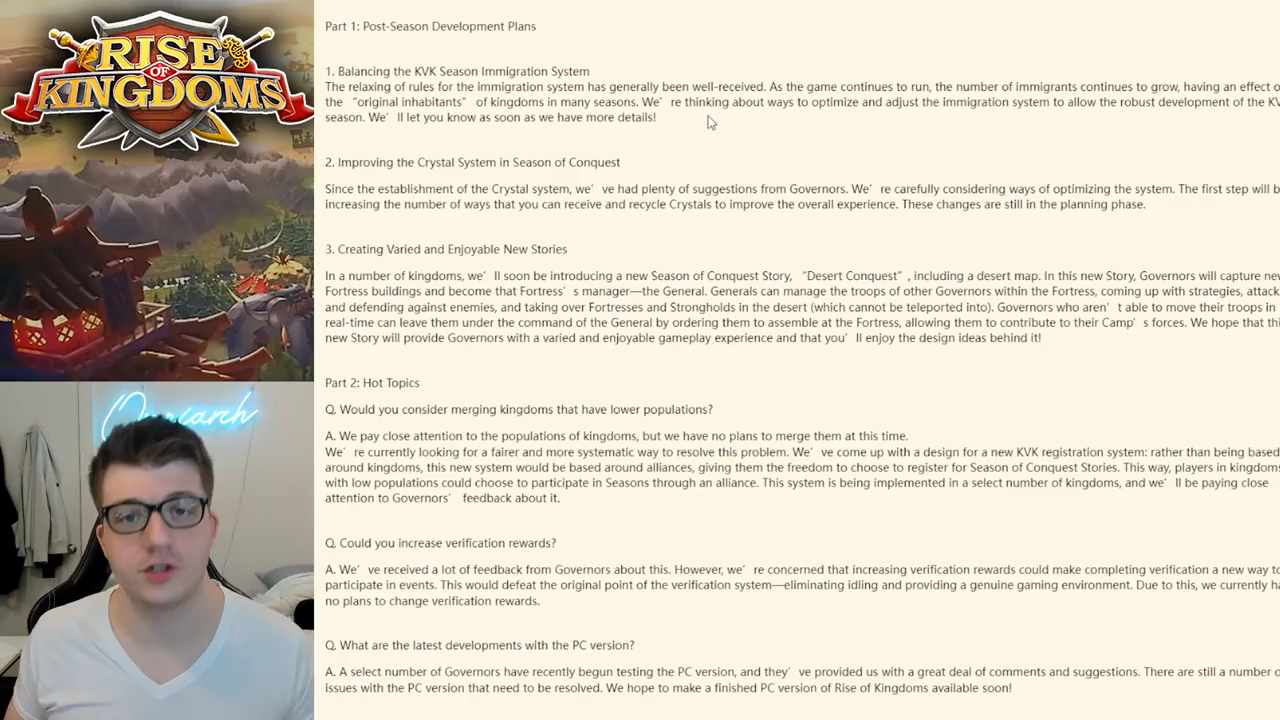 RISE
OF
KINGDOMS
Part 1: Post-Season Development Plans
1. Balancing the KVK Season Immigration System
The relaxing of rules for the immigration system has generally been well-received. As the game continues to run, the number of immigrants continues to grow, having an effect o
the “original inhabitants” of kingdoms in many seasons. We’re thinking about ways to optimize and adjust the immigration system to allow the robust development of the KV
season. We’ll let you know as soon as we have more details!
2. Improving the Crystal System in Season of Conquest
Since the establishment of the Crystal system, we’ve had plenty of suggestions from Governors. We’re carefully considering ways of optimizing the system. The first step will b
increasing the number of ways that you can receive and recycle Crystals to improve the overall experience. These changes are still in the planning phase.
3. Creating Varied and Enjoyable New Stories
In a number of kingdoms, we’ll soon be introducing a new Season of Conquest Story, “Desert Conquest”, including a desert map. In this new Story, Governors will capture nev
Fortress buildings and become that Fortress’s manager—the General. Generals can manage the troops of other Governors within the Fortress, coming up with strategies, attack
and defending against enemies, and taking over Fortresses and Strongholds in the desert (which cannot be teleported into). Governors who aren’t able to move their troops in
real-time can leave them under the command of the General by ordering them to assemble at the Fortress, allowing them to contribute to their Camp’s forces. We hope that thi
new Story will provide Governors with a varied and enjoyable gameplay experience and that you’ll enjoy the design ideas behind it!
Part 2: Hot Topics
Q. Would you consider merging kingdoms that have lower populations?
A. We pay close attention to the populations of kingdoms, but we have no plans to merge them at this time.
We’re currently looking for a fairer and more systematic way to resolve this problem. We’ve come up with a design for a new KVK registration system: rather than being based
around kingdoms, this new system would be based around alliances, giving them the freedom to choose to register for Season of Conquest Stories. This way, players in kingdoms
with low populations could choose to participate in Seasons through an alliance. This system is being implemented in a select number of kingdoms, and we’ll be paying close
attention to Governors’ feedback about it.
Q. Could you increase verification rewards?
A. We’ve received a lot of feedback from Governors about this. However, we’re concerned that increasing verification rewards could make completing verification a new way to
participate in events. This would defeat the original point of the verification system—eliminating idling and providing a genuine gaming environment. Due to this, we currently ha
no plans to change verification rewards.
Q. What are the latest developments with the PC version?
A. A select number of Governors have recently begun testing the PC version, and they’ve provided us with a great deal of comments and suggestions. There are still a number o
issues with the PC version that need to be resolved. We hope to make a finished PC version of Rise of Kingdoms available soon!